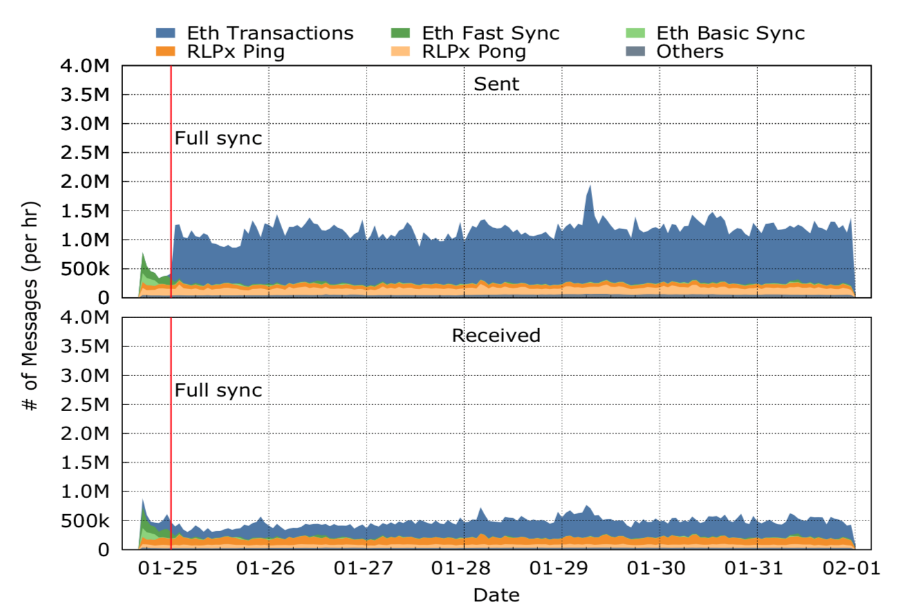 Eth Transactions Eth Fast Sync Eth Basic Sync
RLPx Ping RLPx Pong Others
# of Messages (per hr)
4.0M
Sent
3.5M
3.0M
Full sync
2.5M
2.0M
1.5M
1.0M
500k
0
4.0M
Received
3.5M
3.0M
Full sync
2.5M
2.0M
1.5M
1.0M
500k
0
01-25 01-26 01-27 01-28 01-29 01-30 01-31 02-01
Date